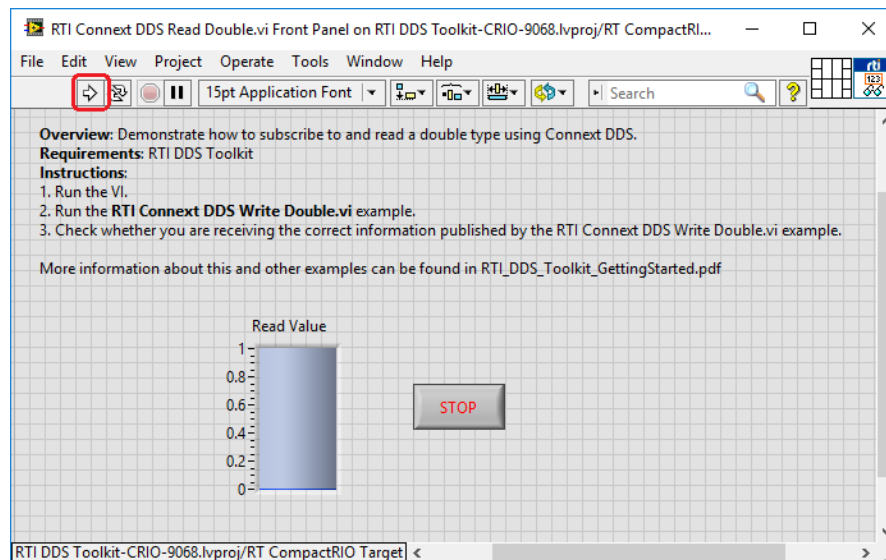 RTI Connext DDS Read Double.vi Front Panel on RTI DDS Toolkit-CRIO-9068.lvproj/RT CompactRI...
File Edit View Project Operate Tools Window Help
15pt Application Font
Search
?
rti
123
Overview: Demonstrate how to subscribe to and read a double type using Connext DDS.
Requirements: RTI DDS Toolkit
Instructions:
1. Run the VI.
2. Run the RTI Connext DDS Write Double.vi example.
3. Check whether you are receiving the correct information published by the RTI Connext DDS Write Double.vi example.
More information about this and other examples can be found in RTI_DDS_Toolkit_GettingStarted.pdf
Read Value
1
0.8
0.6
STOP
0.4
0.2
0
RTI DDS Toolkit-CRIO-9068.lvproj/RT CompactRIO Target